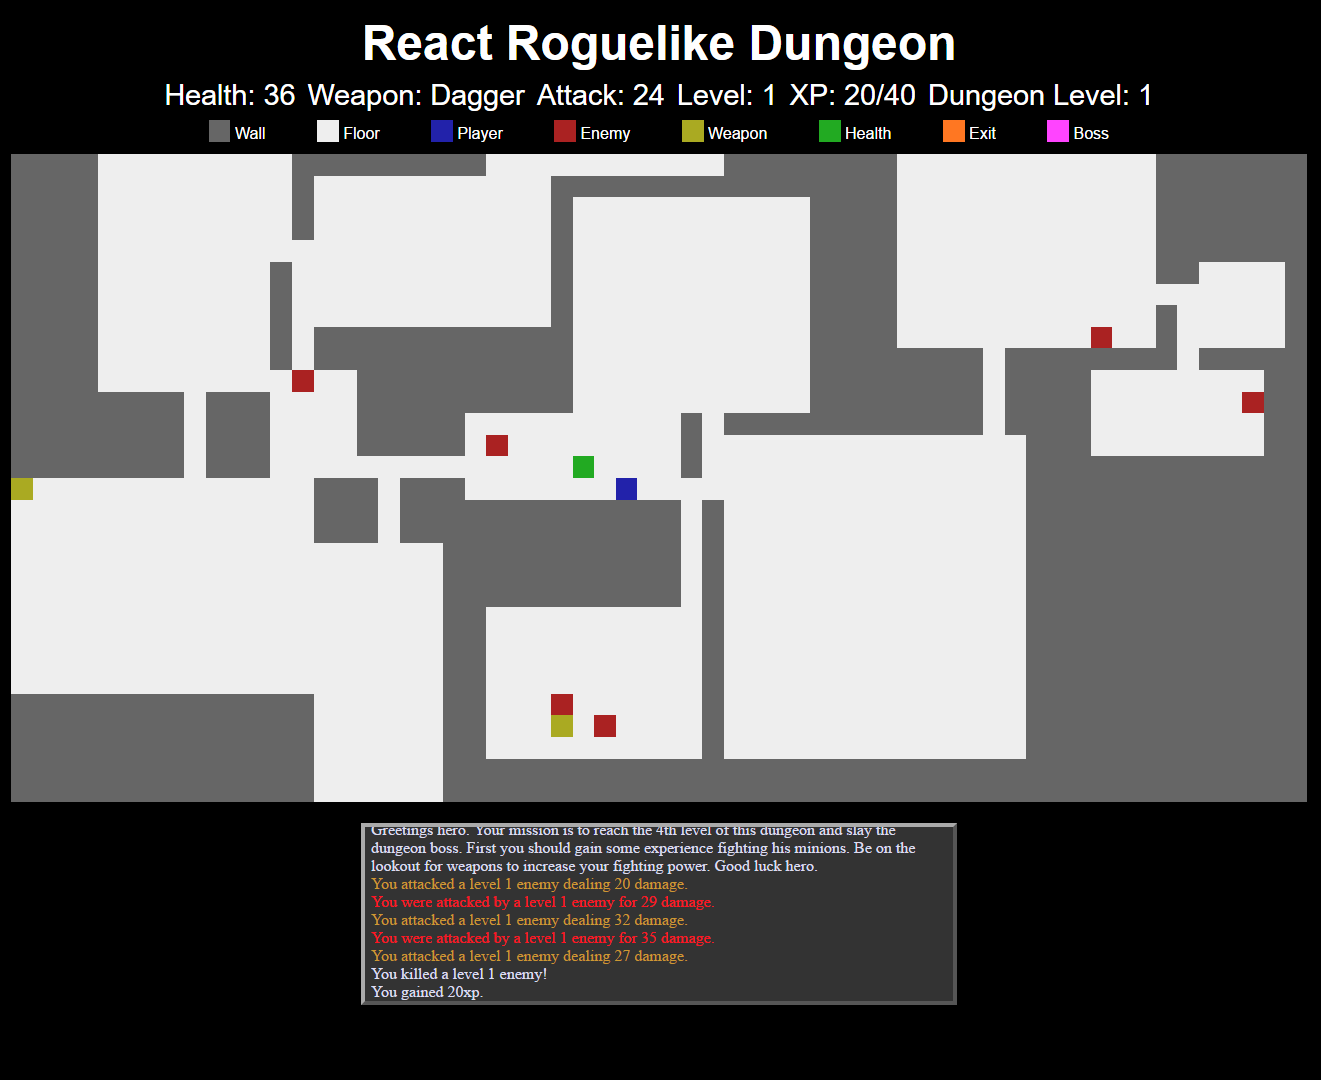 React Roguelike Dungeon
Health: 36 Weapon: Dagger Attack: 24 Level: 1 XP: 20/40 Dungeon Level: 1
Wall Floor Player Enemy Weapon Health Exit Boss
Greetings hero. Your mission is to reach the 4th level of this dungeon and slay the
dungeon boss. First you should gain some experience fighting his minions. Be on the
lookout for weapons to increase your fighting power. Good luck hero.
You attacked a level 1 enemy dealing 20 damage.
You were attacked by a level 1 enemy for 29 damage.
You attacked a level 1 enemy dealing 32 damage.
You were attacked by a level 1 enemy for 35 damage.
You attacked a level 1 enemy dealing 27 damage.
You killed a level 1 enemy!
You gained 20xp.